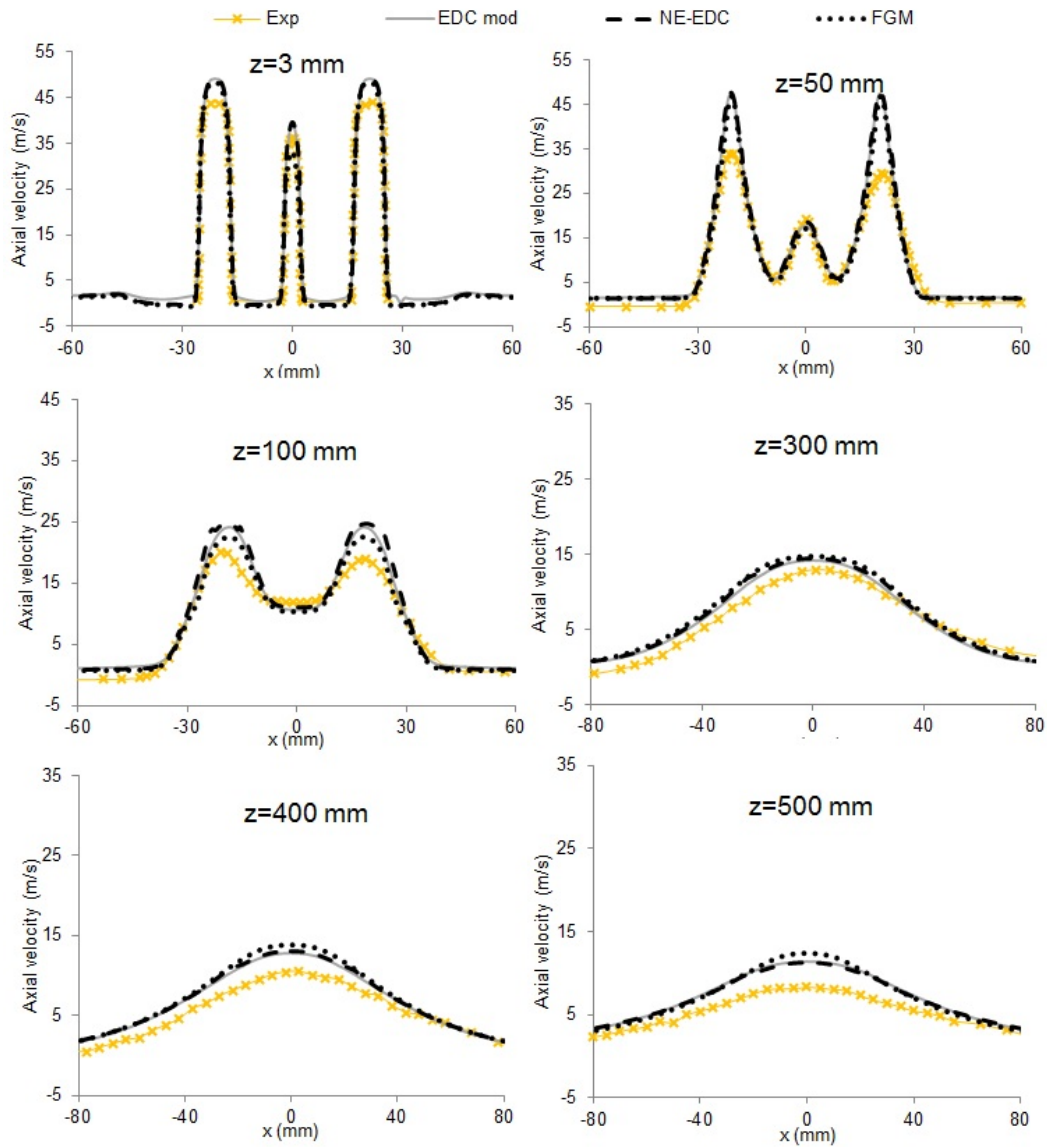 Exp EDC mod NE-EDC FGM
z=3 mm
Axial velocity (m/s)
55
45
35
25
15
5
-5
-60 -30 0 30 60
x (mm)
z=50 mm
Axial velocity (m/s)
55
45
35
25
15
5
-5
-60 -30 0 30 60
x (mm)
z=100 mm
Axial velocity (m/s)
45
35
25
15
5
-5
-60 -30 0 30 60
x (mm)
z=300 mm
Axial velocity (m/s)
35
25
15
5
-5
-80 -40 0 40 80
z=400 mm
Axial velocity (m/s)
35
25
15
5
-5
-80 -40 0 40 80
x (mm)
z=500 mm
Axial velocity (m/s)
35
25
15
5
-5
-80 -40 0 40 80
x (mm)